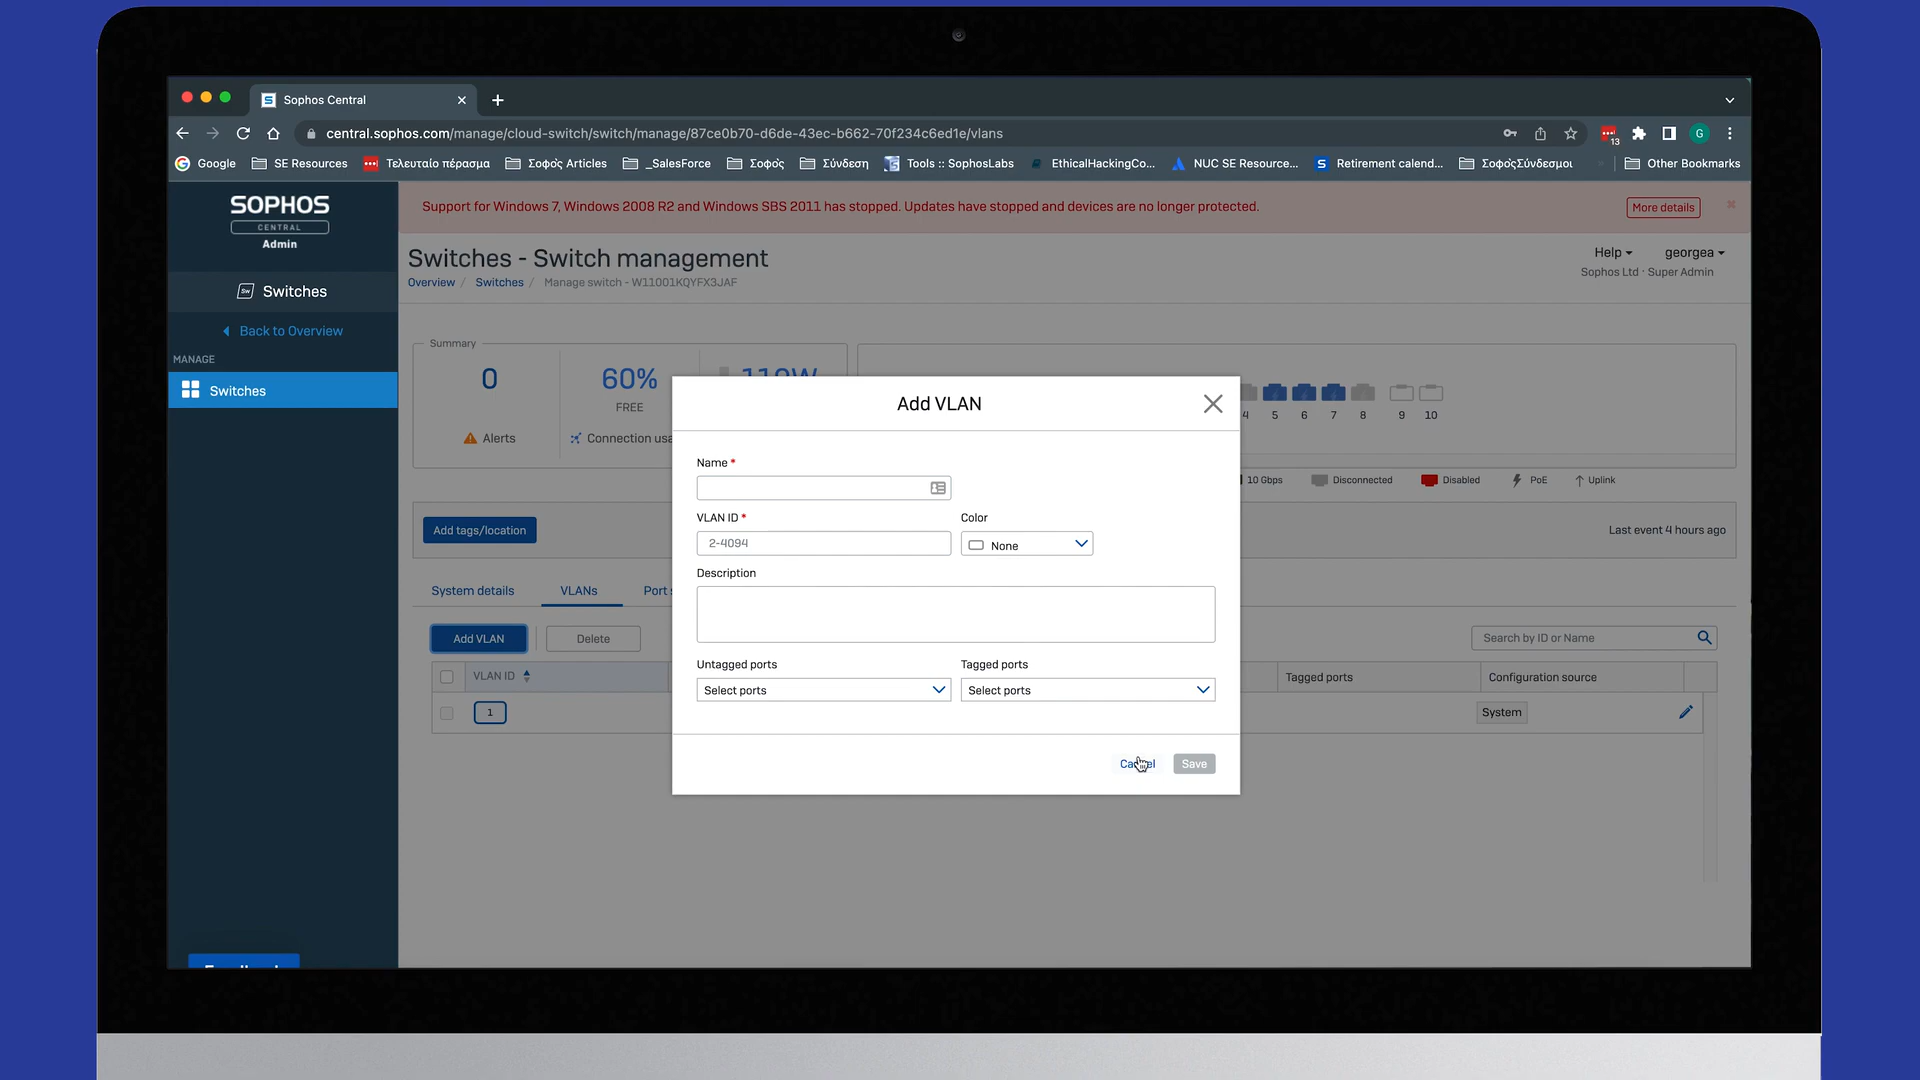 Sophos Central
central.sophos.com/manage/cloud-switch/switch/manage/87ce0b70-d6de-43ec-b662-70f234c6ed1e/vlans
13
G
Google
SE Resources
Τελευταίο πέρασμα
Σοφός Articles
_SalesForce
Σοφός
Σύνδεση
Tools :: SophosLabs
EthicalHackingCo...
NUC SE Resource...
Retirement calend...
ΣοφόςΣύνδεσμοι
Other Bookmarks
SOPHOS
CENTRAL
Admin
Switches
Back to Overview
MANAGE
Switches
Support for Windows 7, Windows 2008 R2 and Windows SBS 2011 has stopped. Updates have stopped and devices are no longer protected.
More details
Switches - Switch management
Help
georgea
Overview / Switches / Manage switch - W11001KQYFX3JAF
Sophos Ltd · Super Admin
Summary
0
60%
FREE
Alerts
4 5 6 7 8 9 10
10 Gbps
Disconnected
Disabled
PoE
Uplink
Add tags/location
Last event 4 hours ago
System details
VLANs
Port
Add VLAN
Delete
Search by ID or Name
VLAN ID
Tagged ports
Configuration source
1
System
Add VLAN
Name *
VLAN ID *
Color
2-4094
None
Description
Untagged ports
Tagged ports
Select ports
Select ports
Cancel
Save